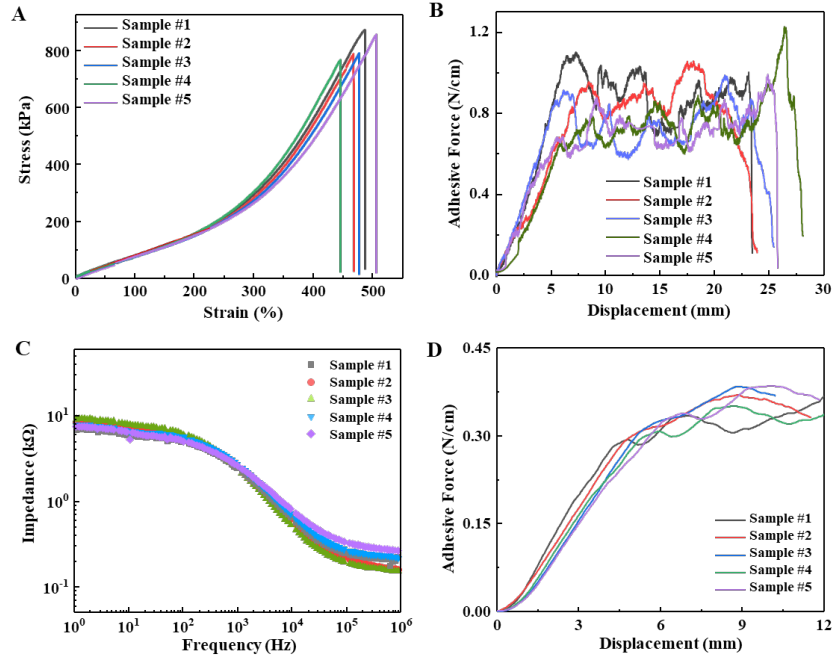 A
Sample #1
Sample #2
Sample #3
Sample #4
Sample #5
Stress (kPa)
800
600
400
200
0
0 100 200 300 400 500
Strain (%)
B
Adhesive Force (N/cm)
1.2
0.8
0.4
0.0
Sample #1
Sample #2
Sample #3
Sample #4
Sample #5
0 5 10 15 20 25 30
Displacement (mm)
C
Sample #1
Sample #2
Sample #3
Sample #4
Sample #5
Impedance (kΩ)
10¹
10⁰
10⁻¹
10⁰ 10¹ 10² 10³ 10⁴ 10⁵ 10⁶
Frequency (Hz)
D
Adhesive Force (N/cm)
0.45
0.30
0.15
0.00
Sample #1
Sample #2
Sample #3
Sample #4
Sample #5
0 3 6 9 12
Displacement (mm)